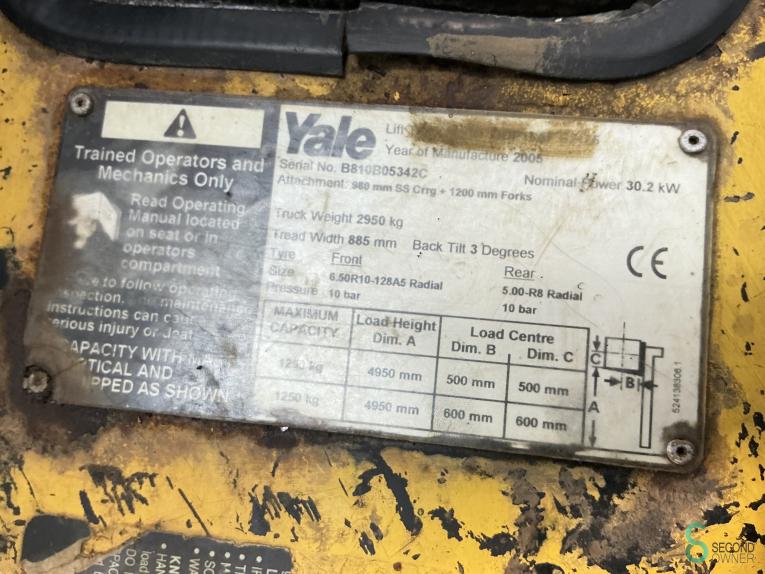 Trained Operators and
Mechanics Only
Read Operating
Manual located
on seat or in
operators
compartment
to follow operating
instructions can
serious injury or
CAPACITY WITH
AND
AS SHOWN
Yale
Year of Manufacture 2005
Serial No. B810B05342C
Nominal Power 30.2 kW
Attachment. 980 mm SS Crrg + 1200 mm Forks
Truck Weight 2950 kg
Tread Width 885 mm Back Tilt 3 Degrees
Tyre Front Rear
Size 6.50R10-128A5 Radial 5.00-R8 Radial
Pressure 10 bar 10 bar
CE
MAXIMUM CAPACITY Load Height Dim. A Load Centre Dim. B Dim. C
1250 kg 4950 mm 500 mm 500 mm
1250 kg 4950 mm 600 mm 600 mm
C
B
A
524138306.1
SECOND
OWNER